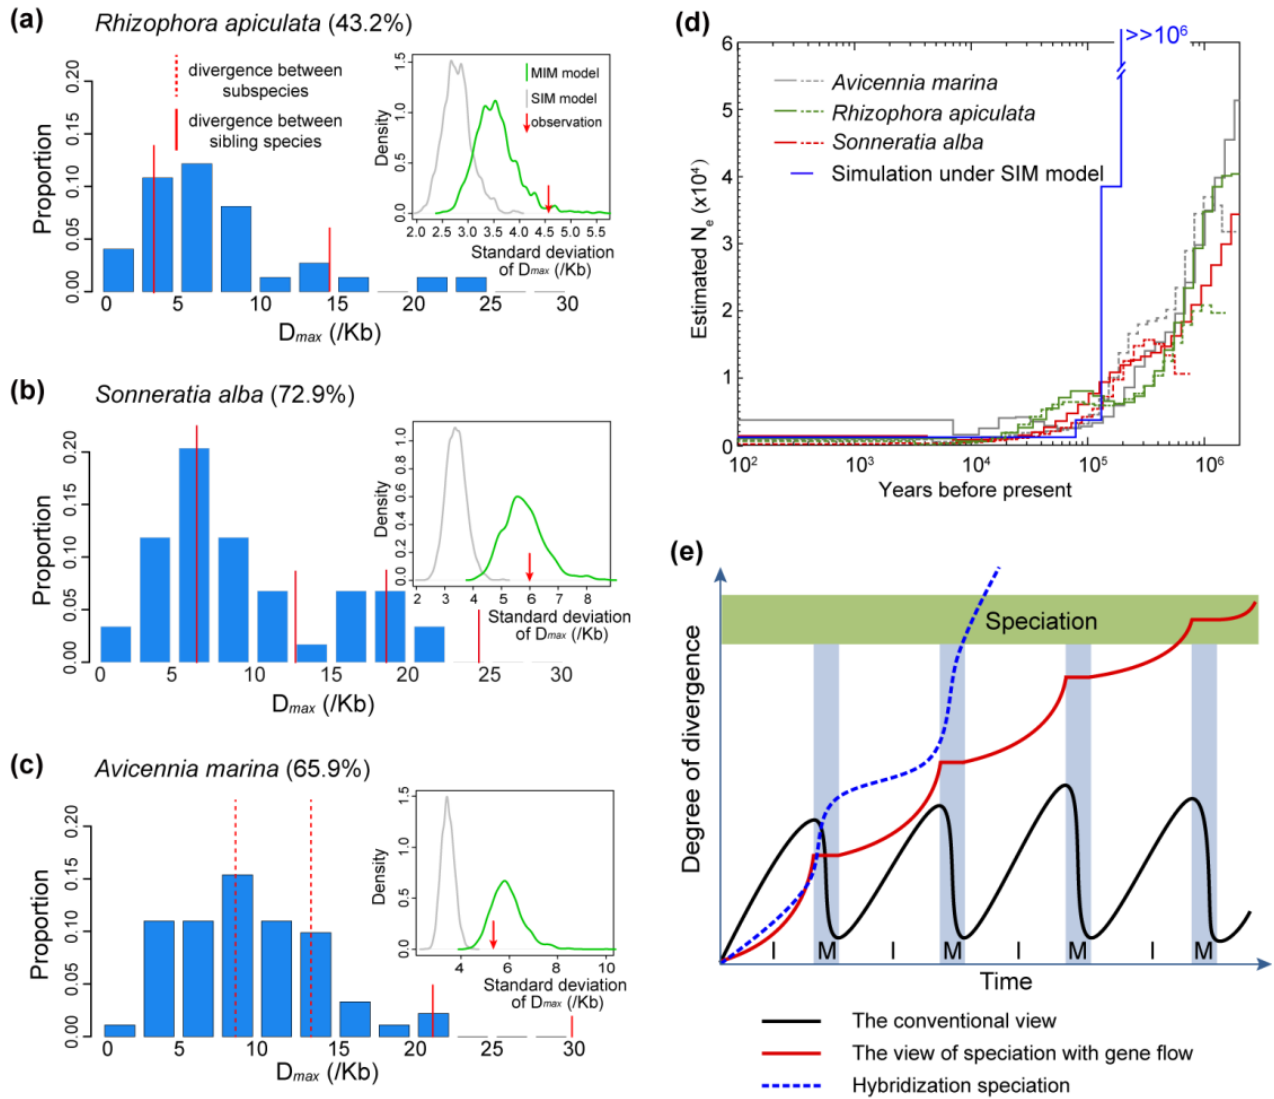 (a)
Rhizophora apiculata (43.2%)
divergence between
subspecies
divergence between
sibling species
Proportion
0.20
0.15
0.10
0.05
0.00
0 5 10 15 20 25 30
Dmax (/Kb)
MIM model
SIM model
observation
Density
1.5
1.0
0.5
0.0
2.0 2.5 3.0 3.5 4.0 4.5 5.0 5.5
Standard deviation
of Dmax (/Kb)
(b)
Sonneratia alba (72.9%)
Proportion
0.20
0.15
0.10
0.05
0.00
5 10 15 20 25 30
Dmax (/Kb)
Density
1.0
0.8
0.6
0.4
0.2
0.0
2 3 4 5 6 7 8
Standard deviation
of Dmax (/Kb)
(c)
Avicennia marina (65.9%)
Proportion
0.20
0.15
0.10
0.05
0.00
0 5 10 15 20 25 30
Dmax (/Kb)
Density
1.5
1.0
0.5
0.0
4 6 8 10
Standard deviation
of Dmax (/Kb)
(d)
>>10⁶
Avicennia marina
Rhizophora apiculata
Sonneratia alba
Simulation under SIM model
Estimated Ne (x10⁴)
6
5
4
3
2
1
0
10² 10³ 10⁴ 10⁵ 10⁶
Years before present
(e)
Speciation
Degree of divergence
I M I M I M I M
Time
The conventional view
The view of speciation with gene flow
Hybridization speciation